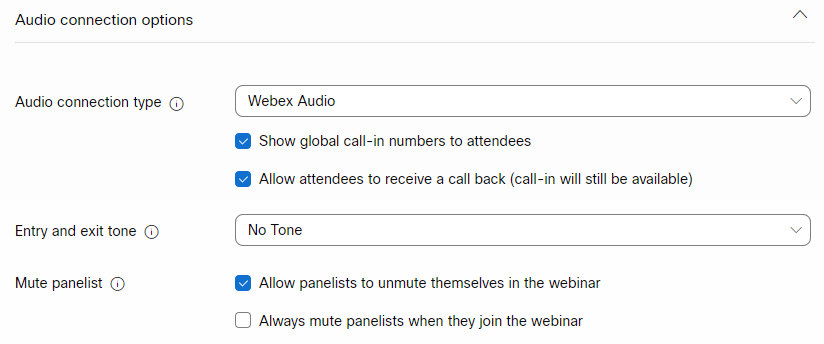 Audio connection options
Audio connection type
Webex Audio
Show global call-in numbers to attendees
Allow attendees to receive a call back (call-in will still be available)
Entry and exit tone
No Tone
Mute panelist
Allow panelists to unmute themselves in the webinar
Always mute panelists when they join the webinar